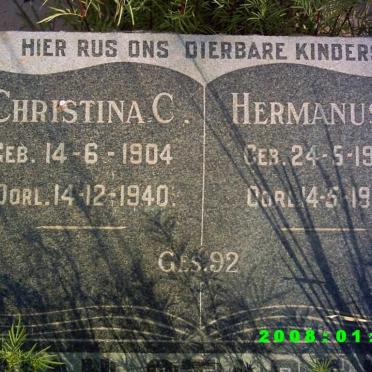 HIER RUS ONS DIERBARE KINDERS
CHRISTINA C.
GEB. 14-6-1904
OORL. 14-12-1940.
HERMANUS
GEB. 24-5-19
OORL. 14-5-19
GES. 92
2008:01